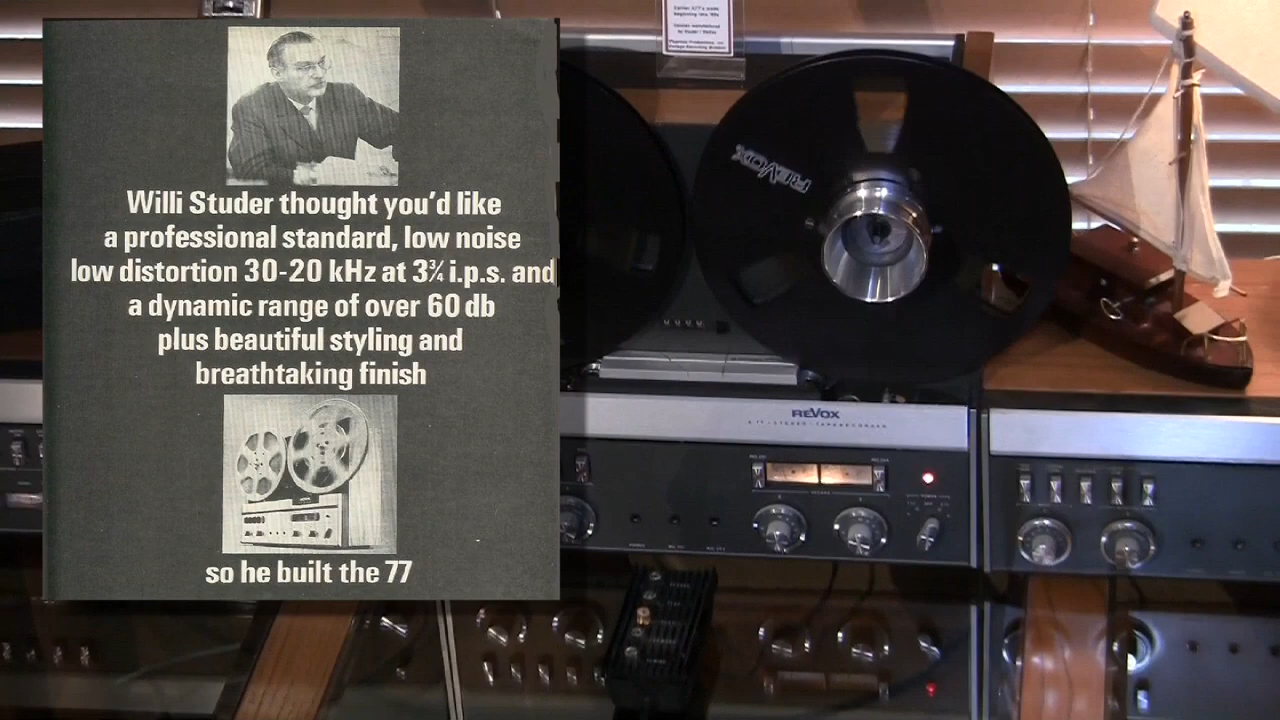 Willi Studer thought you'd like
a professional standard, low noise
low distortion 30-20 kHz at 3¾ i.p.s. and
a dynamic range of over 60 db
plus beautiful styling and
breathtaking finish
so he built the 77
REVOX
REVOX